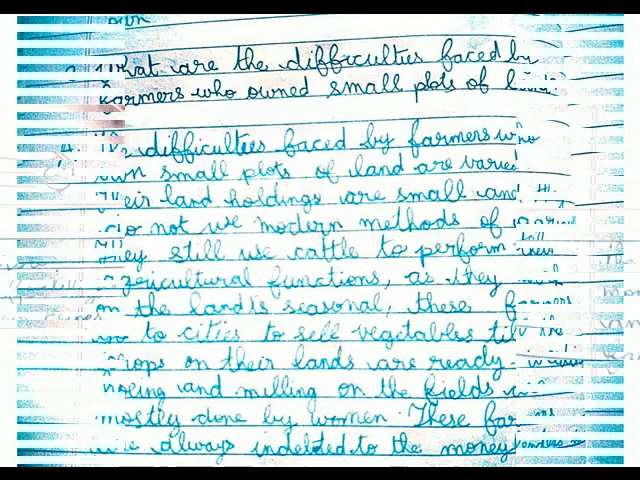 What are the difficulties faced by
farmers who owned small plots of
difficulties faced by farmers who
own small plots of land are varied
Their land holdings are small and they
do not use modern methods of
They still use cattle to perform their
agricultural functions, as they
on the land is seasonal, these farmers
to cities to sell vegetables till the
crops on their lands are ready.
and milling on the fields
mostly done by women. These
always indebted to the money